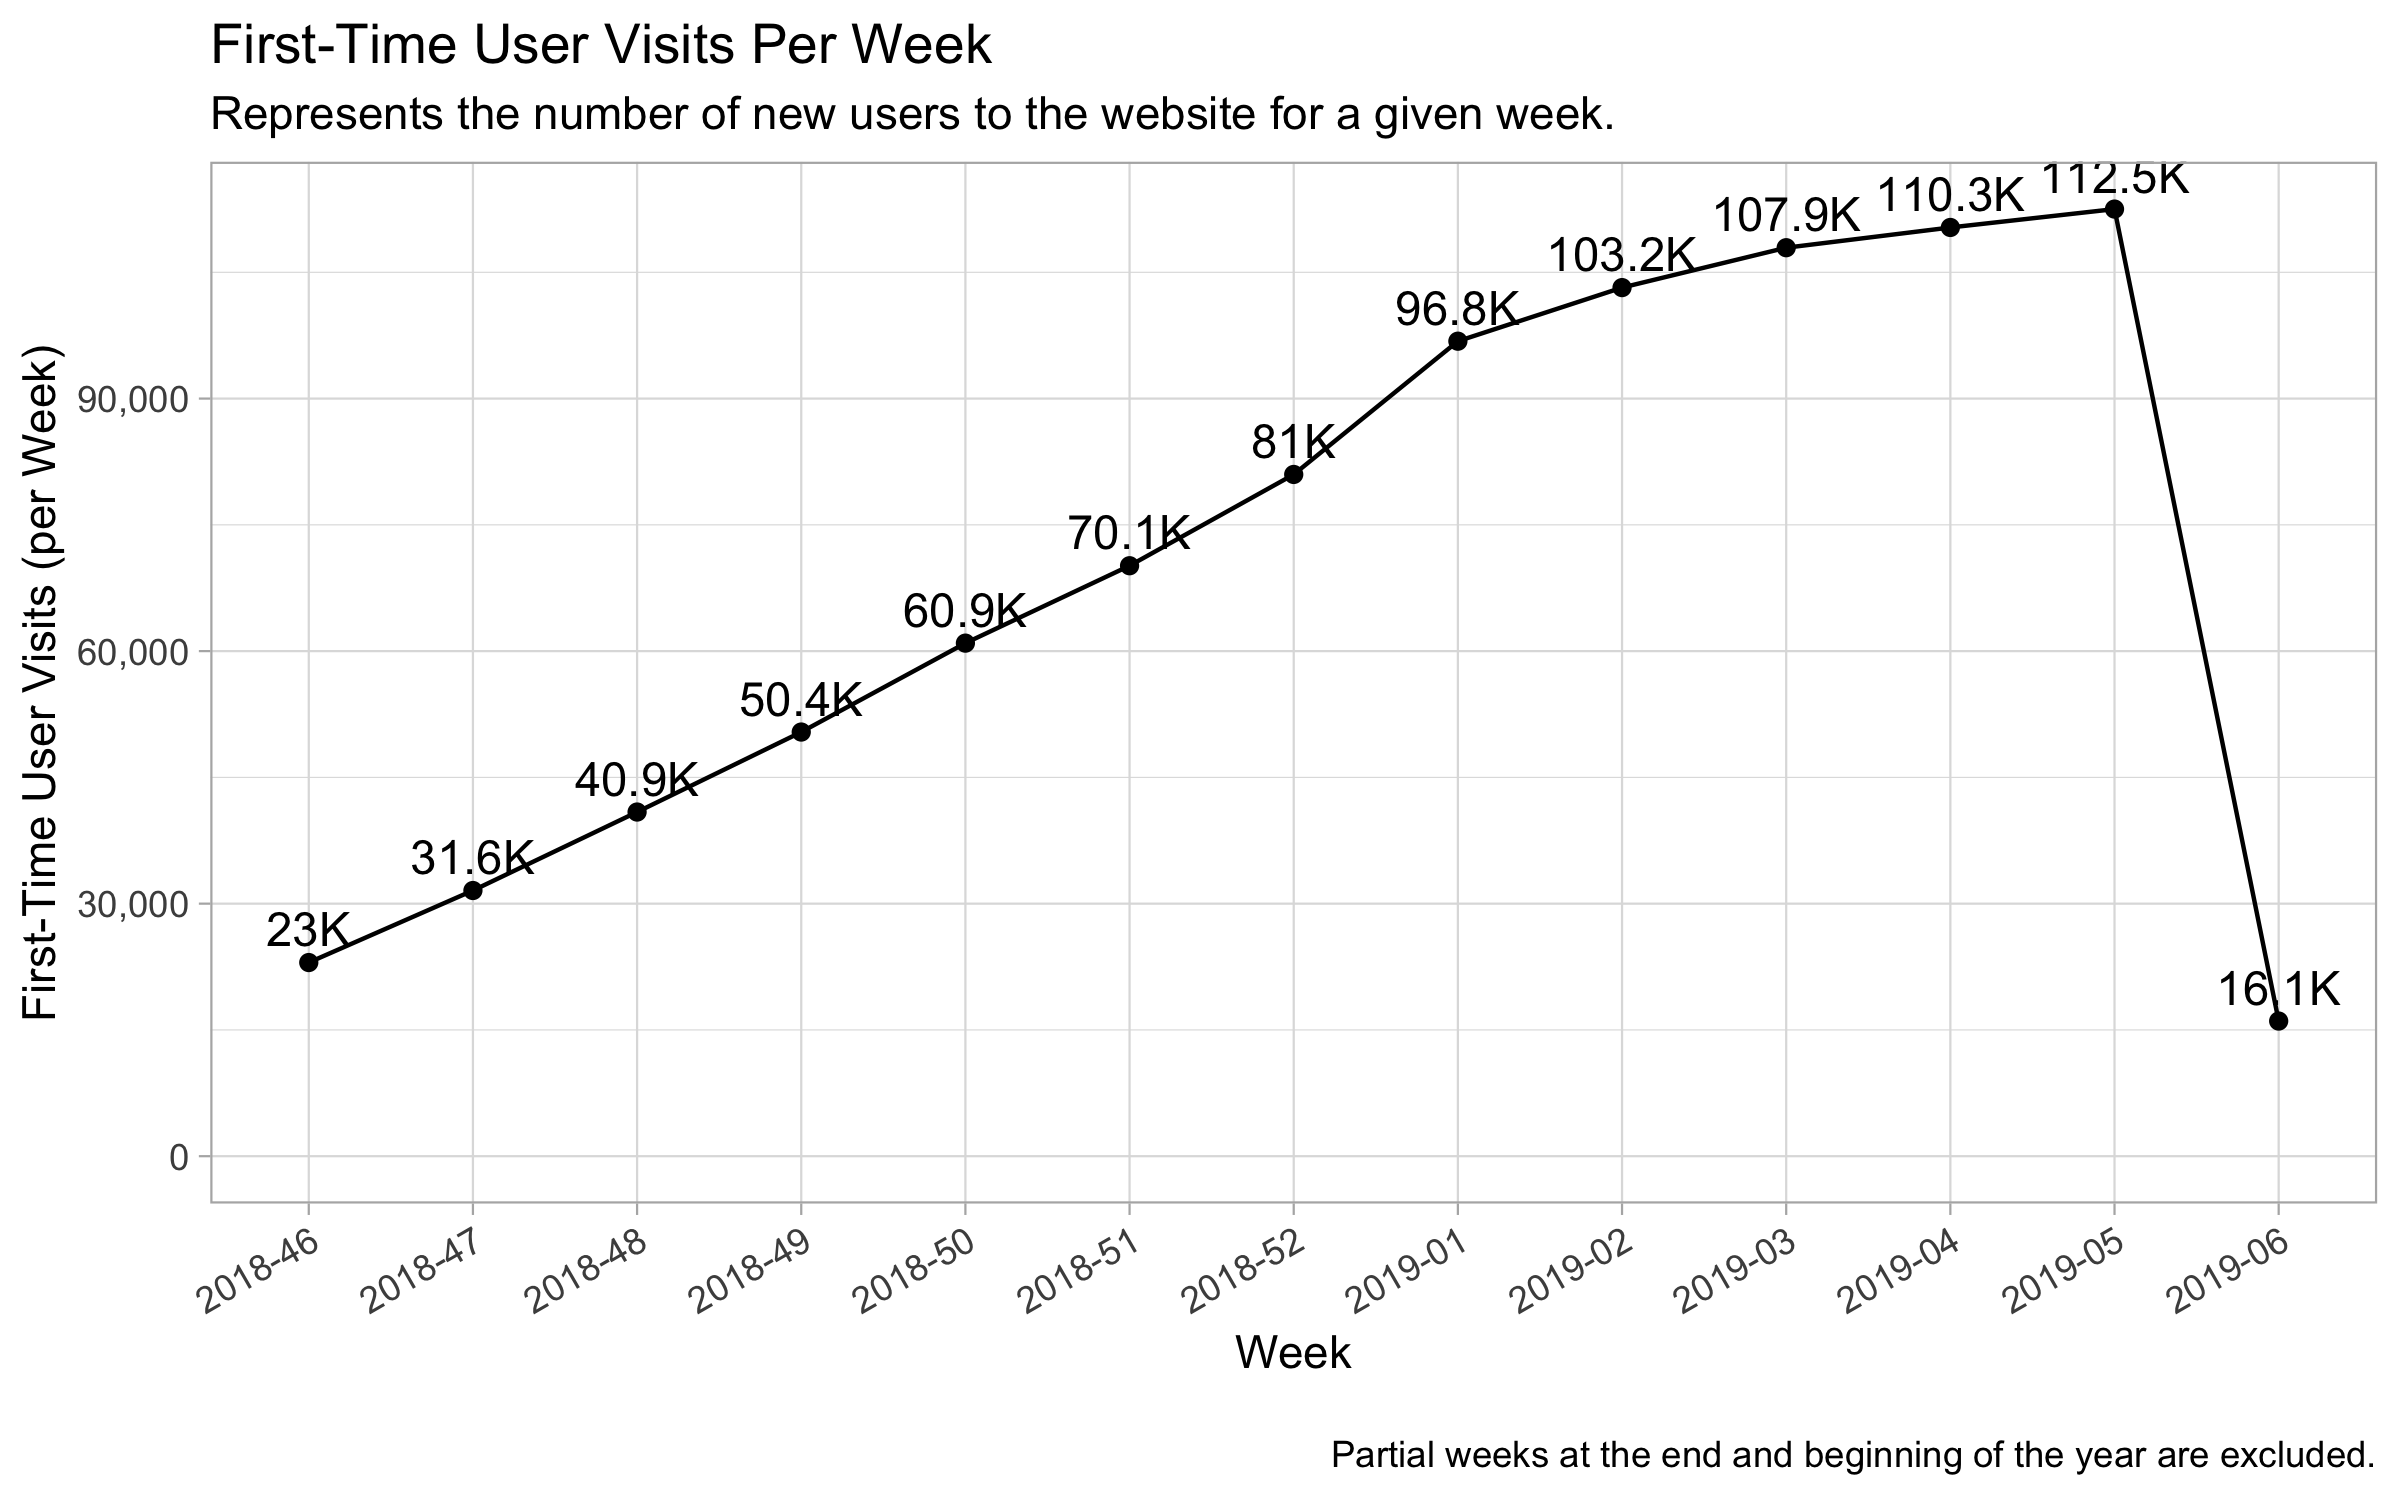 First-Time User Visits Per Week
Represents the number of new users to the website for a given week.
First-Time User Visits (per Week)
90,000
60,000
30,000
0
23K
31.6K
40.9K
50.4K
60.9K
70.1K
81K
96.8K
103.2K
107.9K
110.3K
112.5K
16.1K
2018-46
2018-47
2018-48
2018-49
2018-50
2018-51
2018-52
2019-01
2019-02
2019-03
2019-04
2019-05
2019-06
Week
Partial weeks at the end and beginning of the year are excluded.